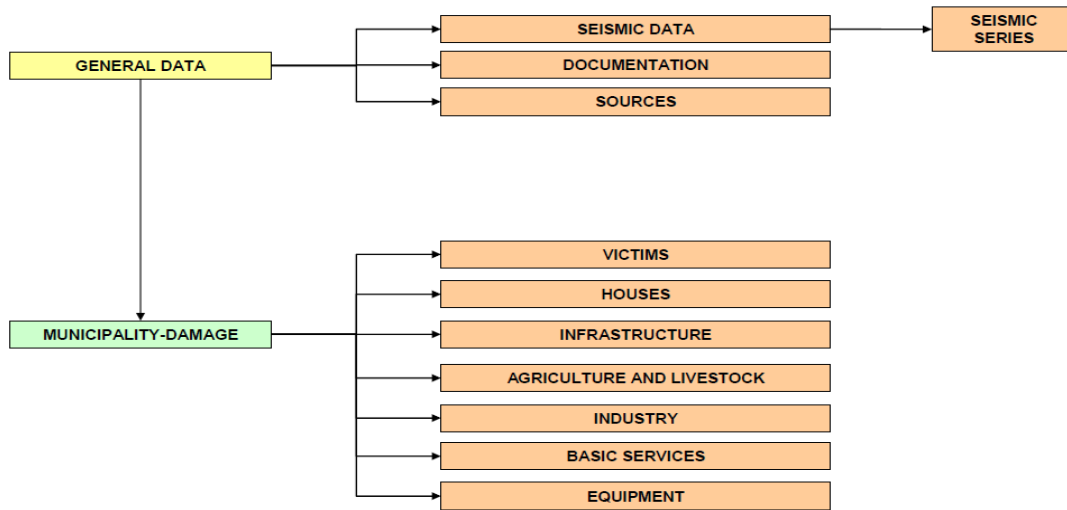 SEISMIC DATA
SEISMIC
SERIES
GENERAL DATA
DOCUMENTATION
SOURCES
VICTIMS
HOUSES
MUNICIPALITY-DAMAGE
INFRASTRUCTURE
AGRICULTURE AND LIVESTOCK
INDUSTRY
BASIC SERVICES
EQUIPMENT